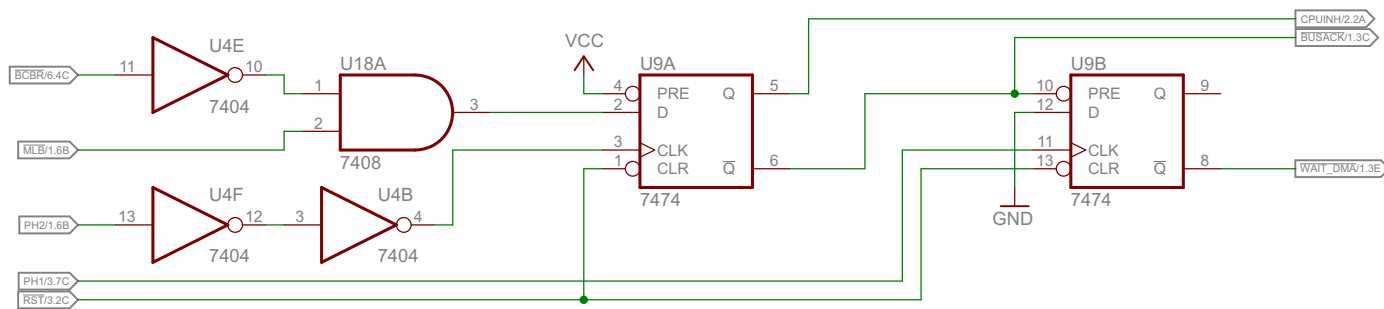 CPUINH/2.2A
BUSACK/1.3C
VCC
U4E
U18A
U9A
U9B
BCBR/6.4C
11
10
1
3
2
7404
7408
MLB/1.6B
4
PRE
Q
5
2
D
3
CLK
1
CLR
Q
6
7474
10
PRE
Q
9
12
D
11
CLK
13
CLR
Q
8
7474
WAIT_DMA/1.3E
GND
U4F
U4B
PH2/1.6B
13
12
3
4
7404
7404
PH1/3.7C
RST/3.2C